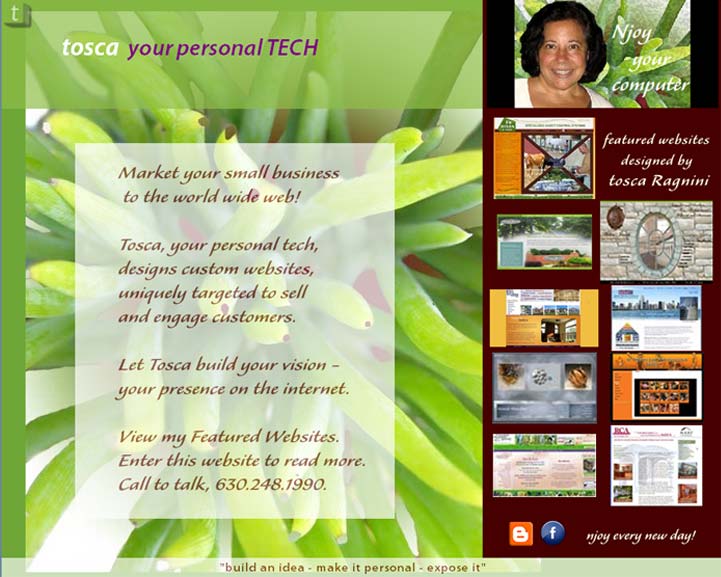 t
tosca your personal TECH
Njoy
your
computer
Market your small business
to the world wide web!
Tosca, your personal tech,
designs custom websites,
uniquely targeted to sell
and engage customers.
Let Tosca build your vision –
your presence on the internet.
View my Featured Websites.
Enter this website to read more.
Call to talk, 630.248.1990.
featured websites
designed by
tosca Ragnini
BCA
njoy every new day!
"build an idea - make it personal - expose it"